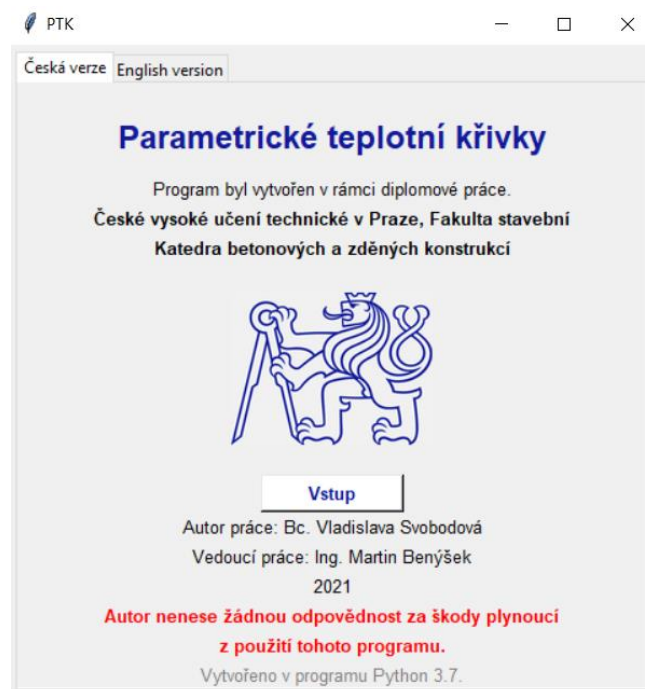 PTK
Česká verze English version
Parametrické teplotní křivky
Program byl vytvořen v rámci diplomové práce.
České vysoké učení technické v Praze, Fakulta stavební
Katedra betonových a zděných konstrukcí
Vstup
Autor práce: Bc. Vladislava Svobodová
Vedoucí práce: Ing. Martin Benýšek
2021
Autor nenese žádnou odpovědnost za škody plynoucí
z použití tohoto programu.
Vytvořeno v programu Python 3.7.